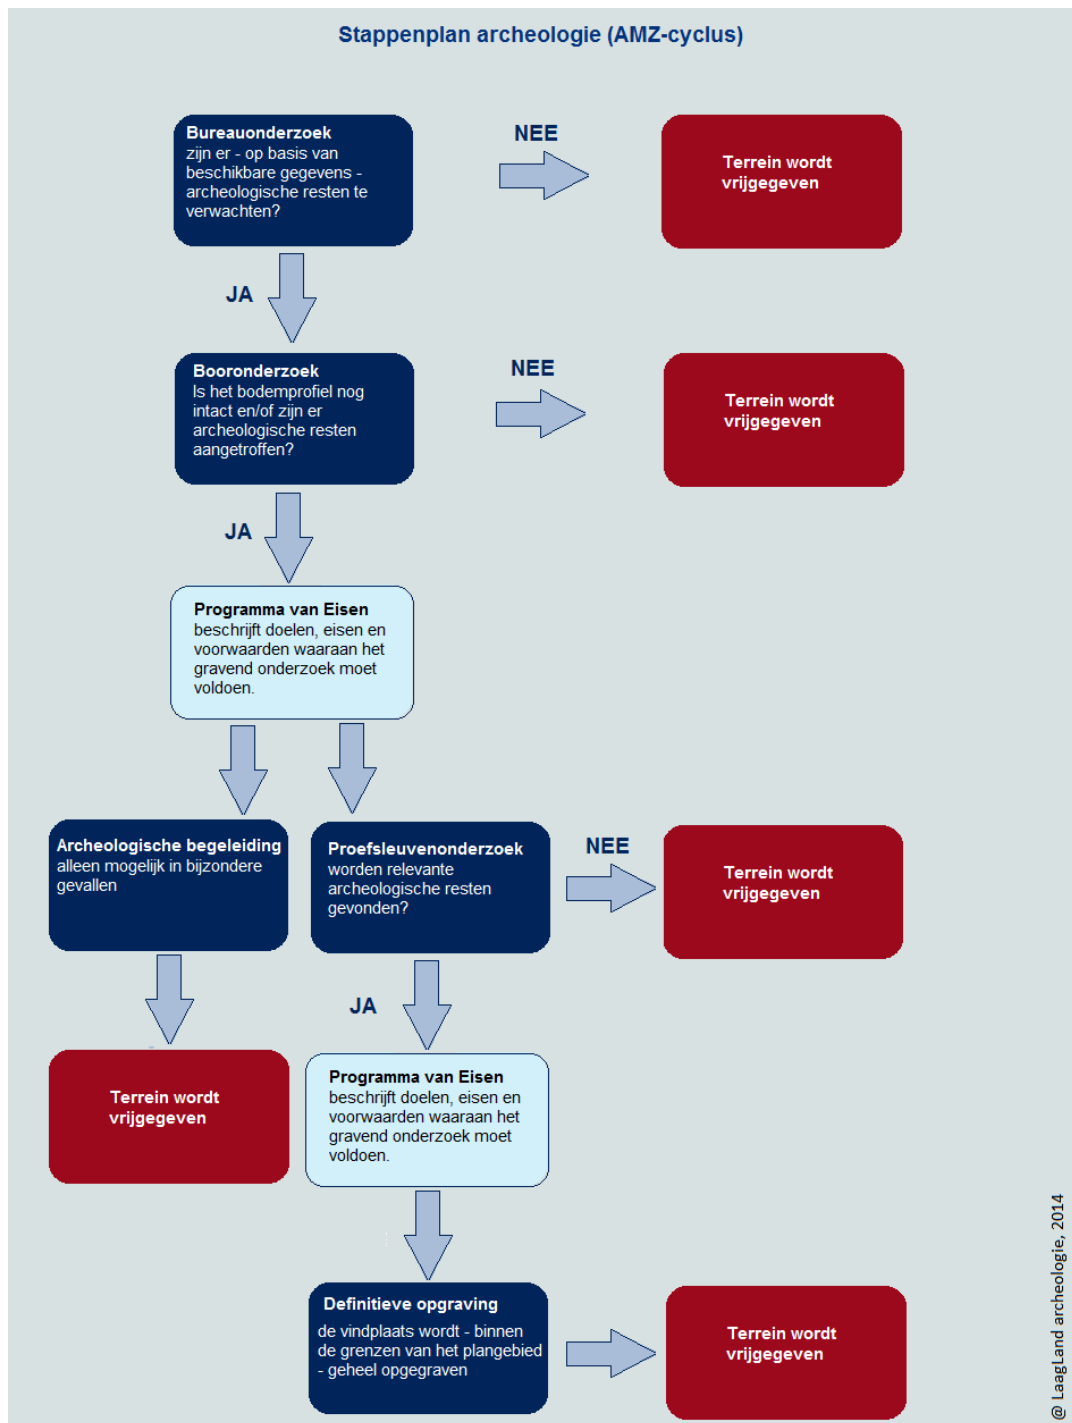 Stappenplan archeologie (AMZ-cyclus)
Bureauonderzoek
zijn er - op basis van
beschikbare gegevens -
archeologische resten te
verwachten?
NEE
Terrein wordt
vrijgegeven
JA
Booronderzoek
Is het bodemprofiel nog
intact en/of zijn er
archeologische resten
aangetroffen?
NEE
Terrein wordt
vrijgegeven
JA
Programma van Eisen
beschrijft doelen, eisen en
voorwaarden waaraan het
gravend onderzoek moet
voldoen.
Archeologische begeleiding
alleen mogelijk in bijzondere
gevallen
Proefsleuvenonderzoek
worden relevante
archeologische resten
gevonden?
NEE
Terrein wordt
vrijgegeven
JA
Terrein wordt
vrijgegeven
Programma van Eisen
beschrijft doelen, eisen en
voorwaarden waaraan het
gravend onderzoek moet
voldoen.
Definitieve opgraving
de vindplaats wordt - binnen
de grenzen van het plangebied
- geheel opgegraven
Terrein wordt
vrijgegeven
@ LaagLand archeologie, 2014